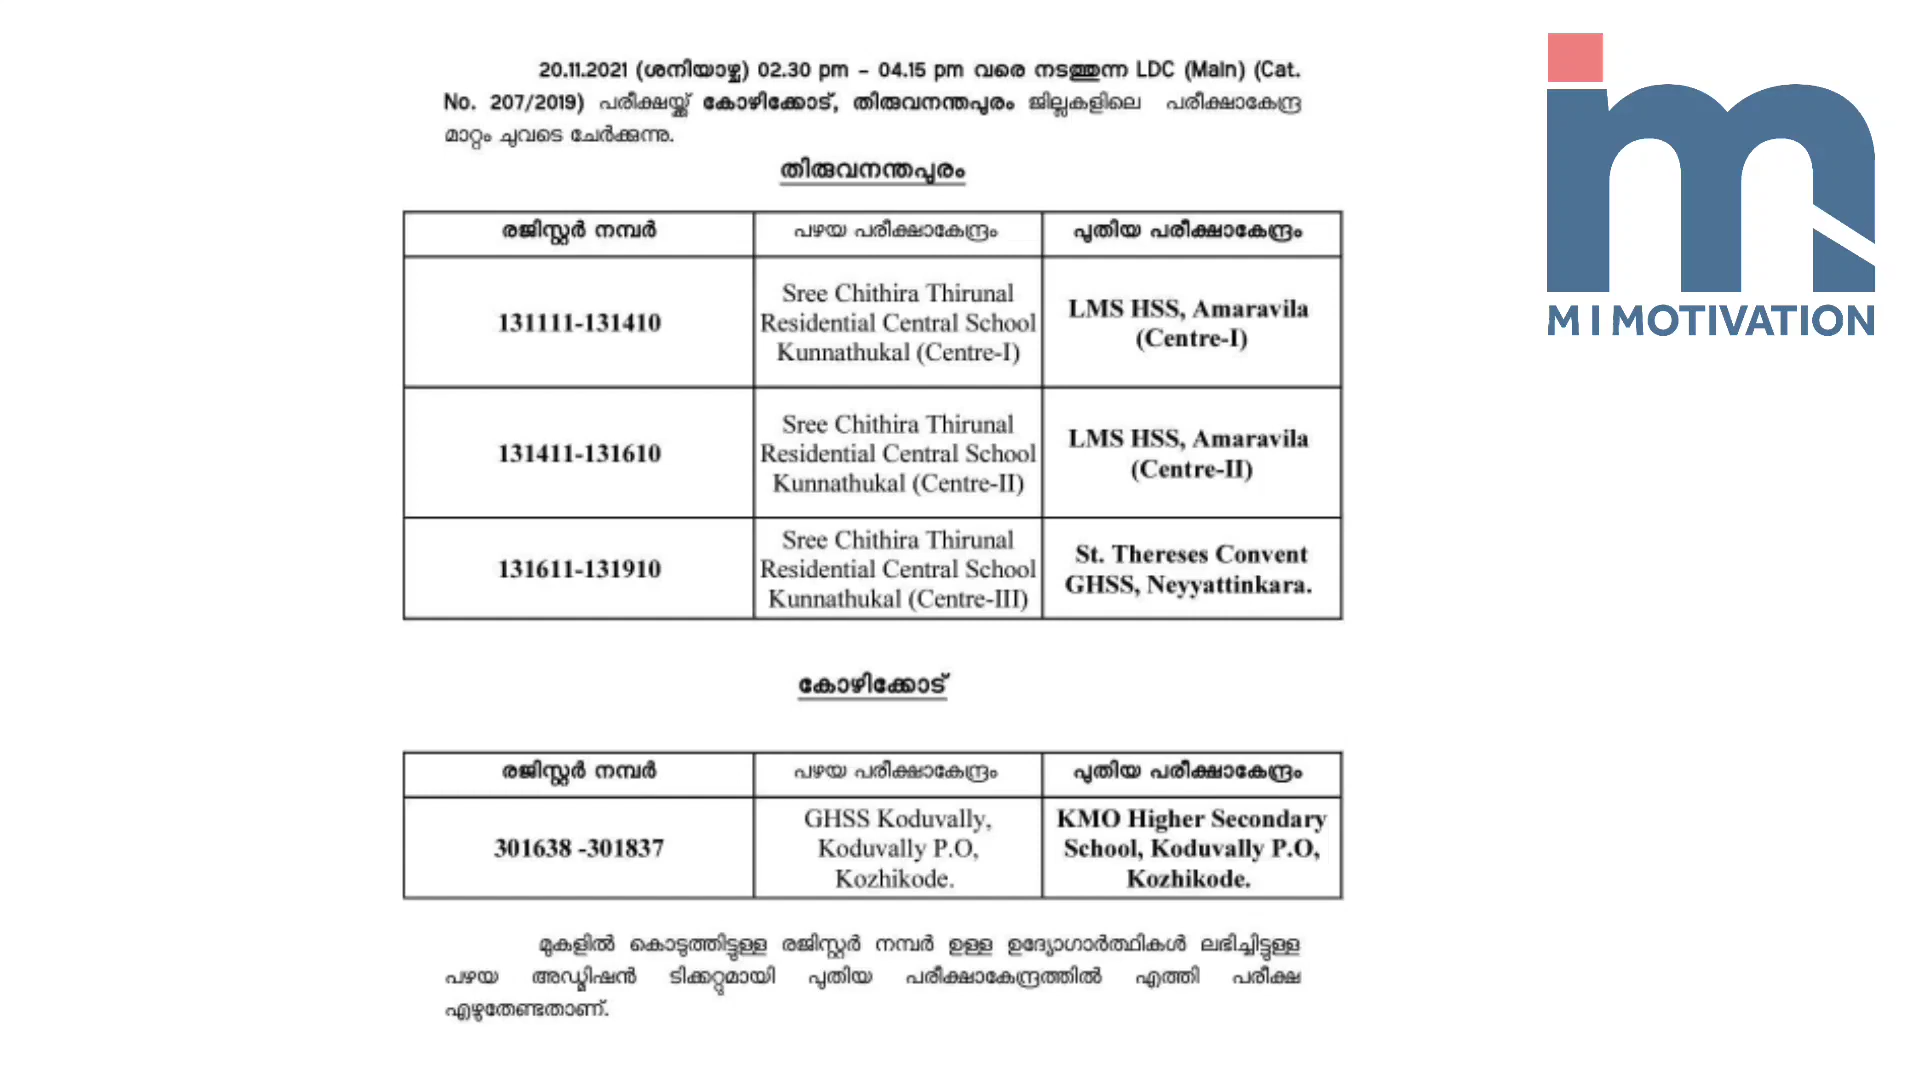 20.11.2021 (ശനിയാഴ്ച) 02.30 pm – 04.15 pm വരെ നടത്തുന്ന LDC (Main) (Cat.
No. 207/2019) പരീക്ഷയ്ക്ക് കോഴിക്കോട്, തിരുവനന്തപുരം ജില്ലകളിലെ പരീക്ഷാകേന്ദ്ര
മാറ്റം ചുവടെ ചേർക്കുന്നു.
തിരുവനന്തപുരം
രജിസ്റ്റർ നമ്പർ
പഴയ പരീക്ഷാകേന്ദ്രം
പുതിയ പരീക്ഷാകേന്ദ്രം
131111-131410
Sree Chithira Thirunal
Residential Central School
Kunnathukal (Centre-I)
LMS HSS, Amaravila
(Centre-I)
131411-131610
Sree Chithira Thirunal
Residential Central School
Kunnathukal (Centre-II)
LMS HSS, Amaravila
(Centre-II)
131611-131910
Sree Chithira Thirunal
Residential Central School
Kunnathukal (Centre-III)
St. Thereses Convent
GHSS, Neyyattinkara.
കോഴിക്കോട്
രജിസ്റ്റർ നമ്പർ
പഴയ പരീക്ഷാകേന്ദ്രം
പുതിയ പരീക്ഷാകേന്ദ്രം
301638 -301837
GHSS Koduvally,
Koduvally P.O,
Kozhikode.
KMO Higher Secondary
School, Koduvally P.O,
Kozhikode.
മുകളിൽ കൊടുത്തിട്ടുള്ള രജിസ്റ്റർ നമ്പർ ഉള്ള ഉദ്യോഗാർത്ഥികൾ ലഭിച്ചിട്ടുള്ള
പഴയ അഡ്മിഷൻ ടിക്കറ്റുമായി പുതിയ പരീക്ഷാകേന്ദ്രത്തിൽ എത്തി പരീക്ഷ
എഴുതേണ്ടതാണ്.
im
M I MOTIVATION